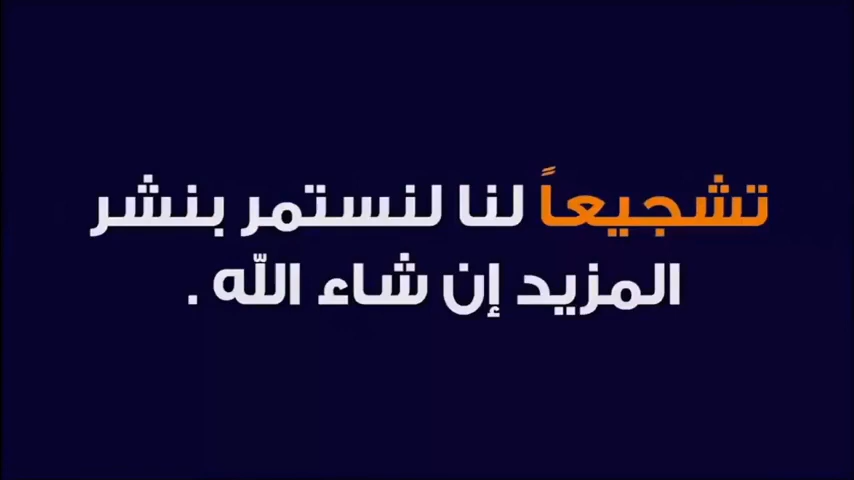 تشجيعاً لنا لنستمر بنشر
المزيد إن شاء الله .